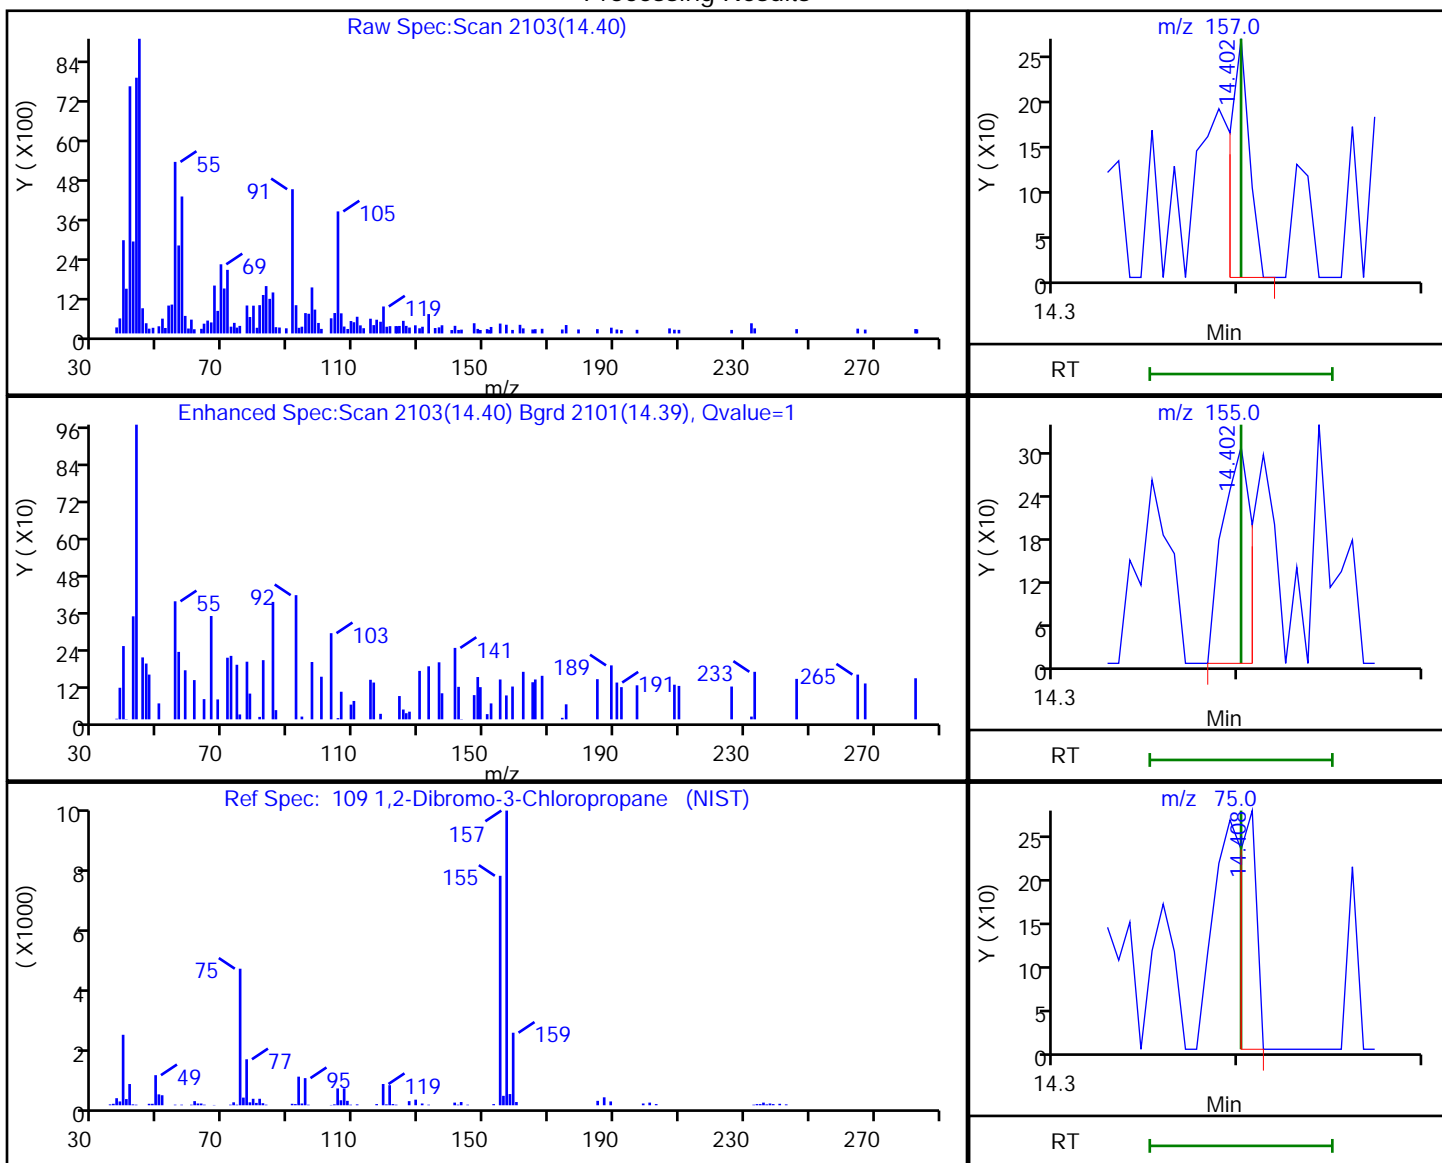 Processing Results
Raw Spec:Scan 2103(14.40)
Y ( X100)
84
72
60
48
36
24
12
0
55
91
105
69
119
30 70 110 150 190 230 270
m/z
m/z 157.0
Y ( X10)
25
20
15
10
5
0
14.402
14.3
Min
RT
Enhanced Spec:Scan 2103(14.40) Bgrd 2101(14.39), Qvalue=1
Y ( X10)
96
84
72
60
48
36
24
12
0
55
92
103
141
189
191
233
265
30 70 110 150 190 230 270
m/z
m/z 155.0
Y ( X10)
30
24
18
12
6
0
14.402
14.3
Min
RT
Ref Spec: 109 1,2-Dibromo-3-Chloropropane (NIST)
( X1000)
10
8
6
4
2
0
157
155
75
159
77
49
95
119
30 70 110 150 190 230 270
m/z 75.0
Y ( X10)
25
20
15
10
5
0
14.408
14.3
Min
RT